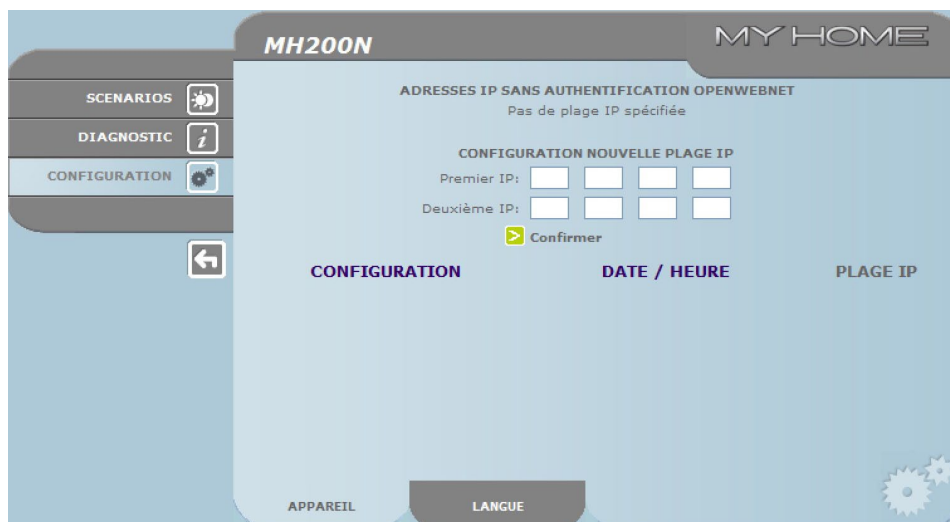 MH200N
MY HOME
SCENARIOS
DIAGNOSTIC
CONFIGURATION
ADRESSES IP SANS AUTHENTIFICATION OPENWEBNET
Pas de plage IP spécifiée
CONFIGURATION NOUVELLE PLAGE IP
Premier IP:
Deuxième IP:
Confirmer
CONFIGURATION DATE / HEURE PLAGE IP
APPAREIL LANGUE